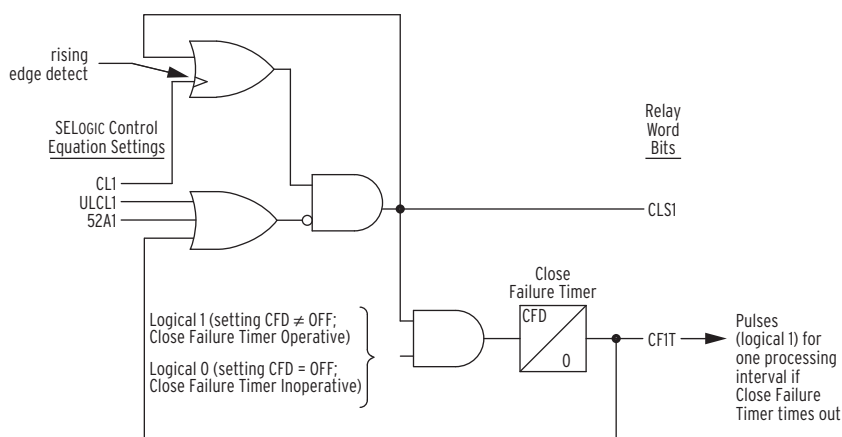 rising
edge detect
SELOGIC Control
Equation Settings
CL1
ULCL1
52A1
Relay
Word
Bits
CLS1
Close
Failure Timer
CFD
0
Logical 1 (setting CFD ≠ OFF;
Close Failure Timer Operative)
Logical 0 (setting CFD = OFF;
Close Failure Timer Inoperative)
CF1T
Pulses
(logical 1) for
one processing
interval if
Close Failure
Timer times out